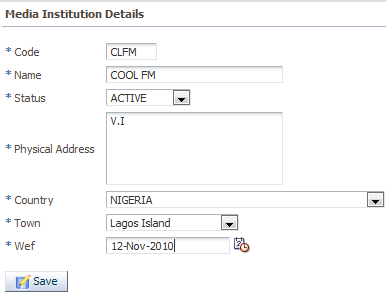 Media Institution Details
* Code CLFM
* Name COOL FM
* Status ACTIVE
* Physical Address V.I
* Country NIGERIA
* Town Lagos Island
* Wef 12-Nov-2010
Save